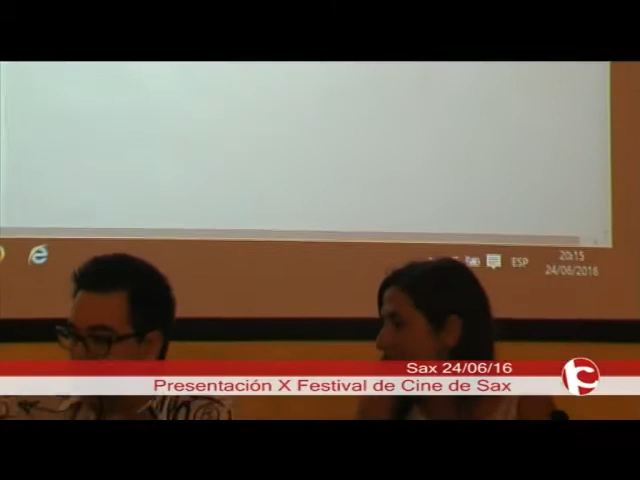 20:15
ESP
24/06/2016
Sax 24/06/16
Presentación X Festival de Cine de Sax